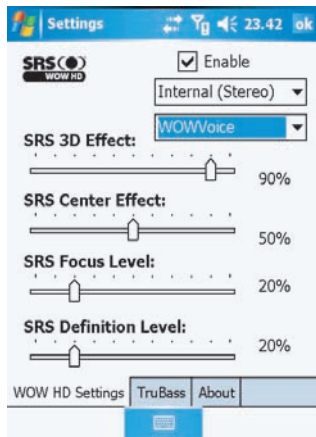 Settings 23.42 ok
SRS(●) WOW HD
Enable
Internal (Stereo)
WOWVoice
SRS 3D Effect:
90%
SRS Center Effect:
50%
SRS Focus Level:
20%
SRS Definition Level:
20%
WOW HD Settings TruBass About